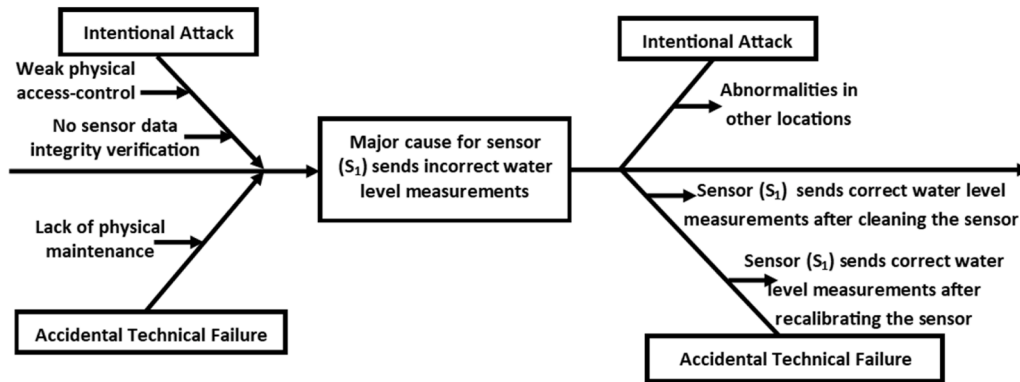 Intentional Attack
Weak physical
access-control
No sensor data
integrity verification
Lack of physical
maintenance
Accidental Technical Failure
Major cause for sensor
(S₁) sends incorrect water
level measurements
Intentional Attack
Abnormalities in
other locations
Sensor (S₁) sends correct water level
measurements after cleaning the sensor
Sensor (S₁) sends correct water
level measurements after
recalibrating the sensor
Accidental Technical Failure